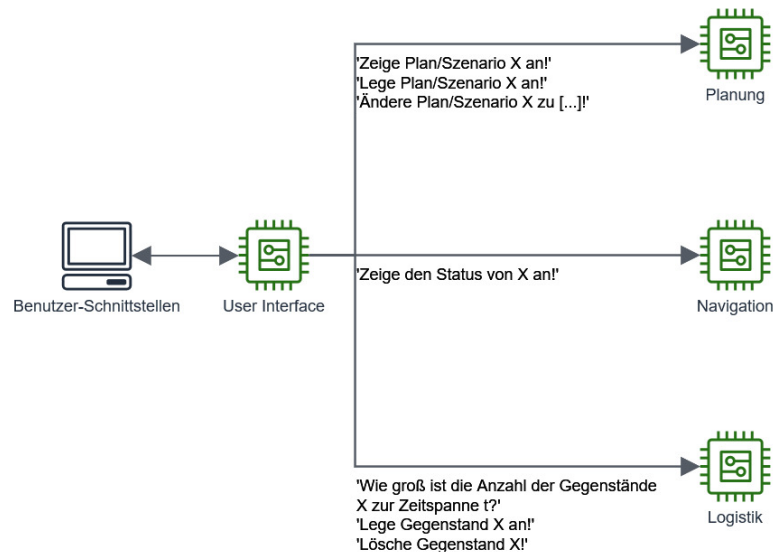 'Zeige Plan/Szenario X an!'
'Lege Plan/Szenario X an!'
'Ändere Plan/Szenario X zu [...]!'
Planung
Benutzer-Schnittstellen
User Interface
'Zeige den Status von X an!'
Navigation
'Wie groß ist die Anzahl der Gegenstände
X zur Zeitspanne t?'
'Lege Gegenstand X an!'
'Lösche Gegenstand X!'
Logistik